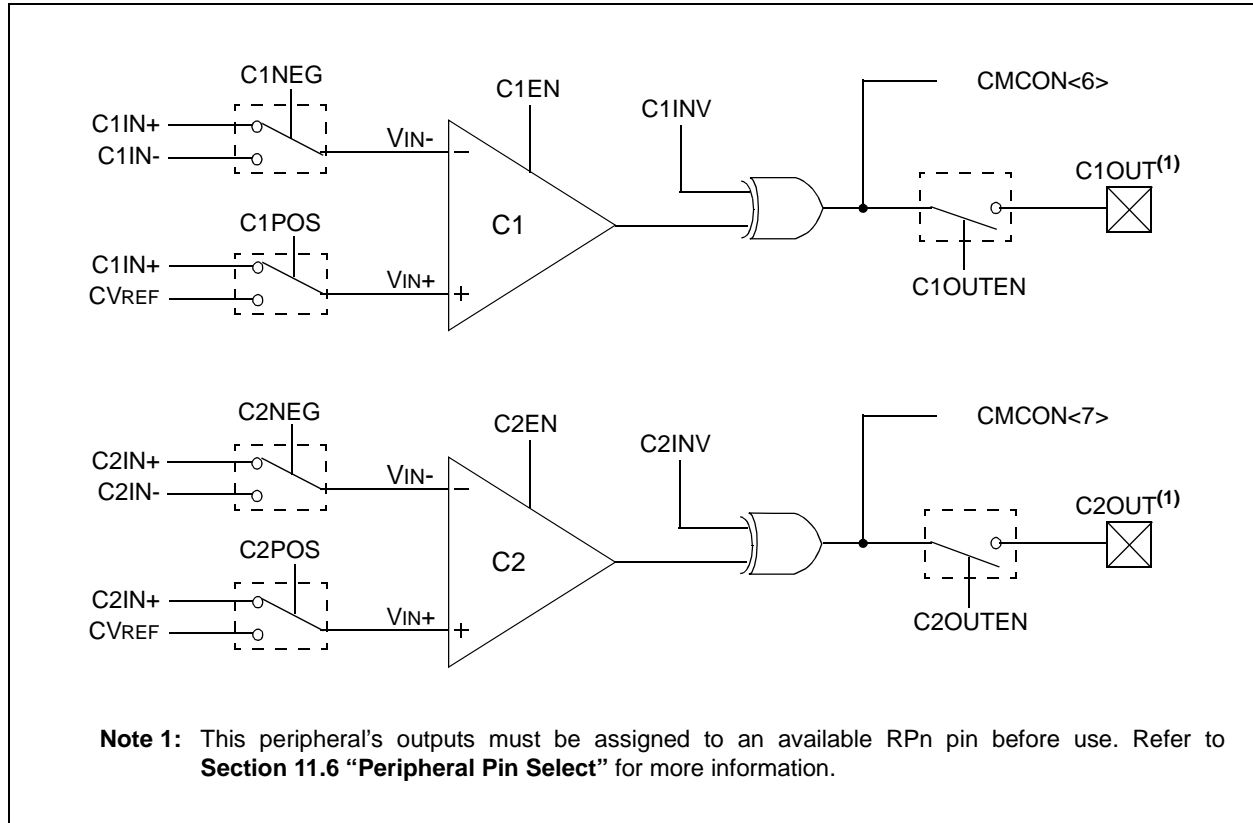 C1NEG
C1EN
C1INV
CMCON<6>
C1IN+
C1IN-
VIN-
−
C1OUT(1)
C1POS
C1
C1IN+
CVREF
VIN+
+
C1OUTEN
C2NEG
C2EN
C2INV
CMCON<7>
C2IN+
C2IN-
VIN-
−
C2OUT(1)
C2POS
C2
C2IN+
CVREF
VIN+
+
C2OUTEN
Note 1: This peripheral's outputs must be assigned to an available RPn pin before use. Refer to
Section 11.6 “Peripheral Pin Select” for more information.